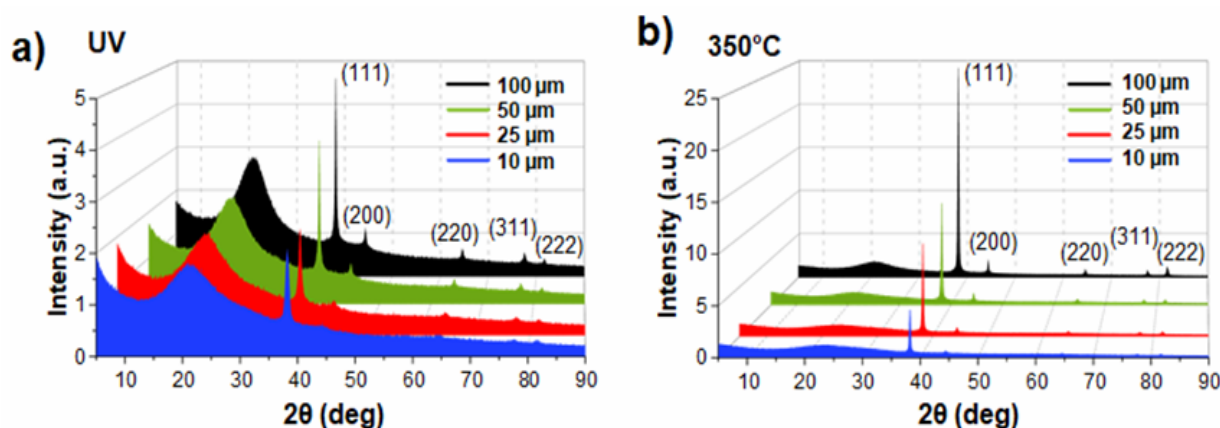 a) UV
(111)
100 µm
50 µm
25 µm
10 µm
(200)
(220)
(311)
(222)
Intensity (a.u.)
5
4
3
2
1
0
10 20 30 40 50 60 70 80 90
2θ (deg)
b) 350°C
(111)
100 µm
50 µm
25 µm
10 µm
(200)
(220)
(311)
(222)
Intensity (a.u.)
25
20
15
10
5
0
10 20 30 40 50 60 70 80 90
2θ (deg)